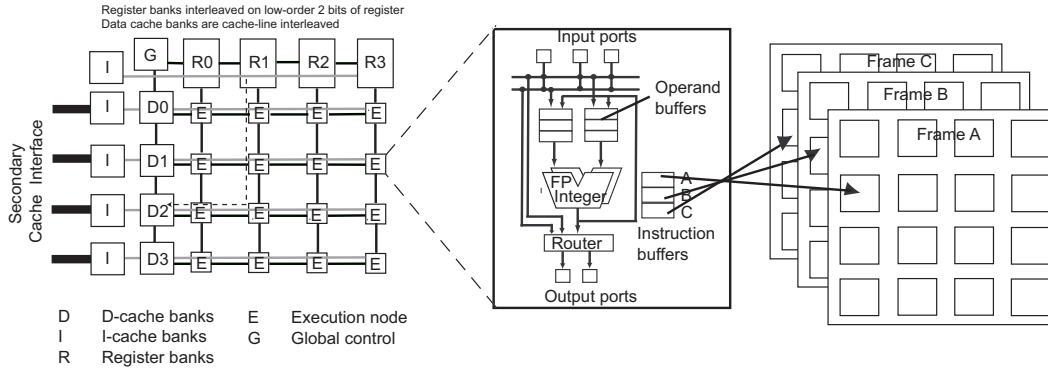 Register banks interleaved on low-order 2 bits of register
Data cache banks are cache-line interleaved
G
R0
R1
R2
R3
I
I
D0
E
E
E
E
I
D1
E
E
E
E
I
D2
E
E
E
E
I
D3
E
E
E
E
Secondary
Cache Interface
D D-cache banks
I I-cache banks
R Register banks
E Execution node
G Global control
Input ports
Operand
buffers
FP
Integer
A
B
C
Instruction
buffers
Router
Output ports
Frame C
Frame B
Frame A